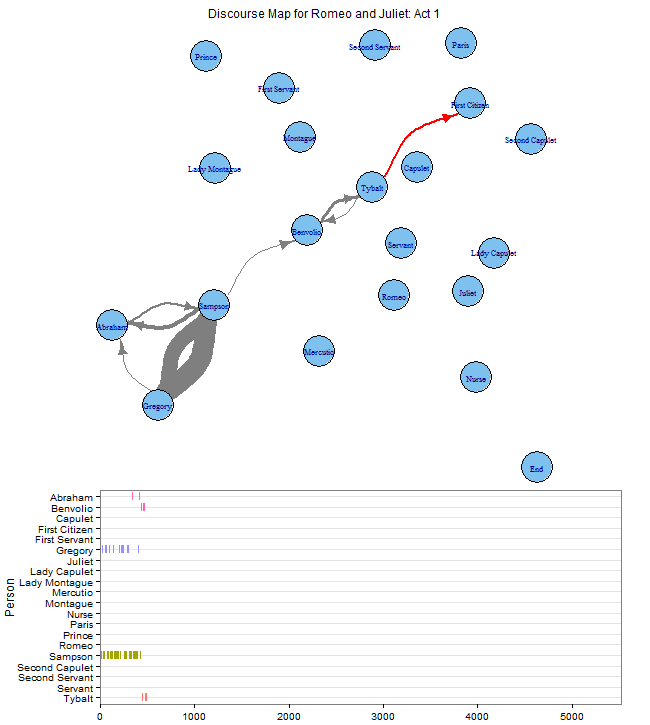 Discourse Map for Romeo and Juliet: Act 1
Prince
Second Servant
Paris
First Servant
First Citizen
Montague
Second Capulet
Lady Montague
Capulet
Tybalt
Benvolio
Servant
Lady Capulet
Romeo
Juliet
Sampson
Abraham
Mercutio
Nurse
Gregory
End
Person
Abraham
Benvolio
Capulet
First Citizen
First Servant
Gregory
Juliet
Lady Capulet
Lady Montague
Mercutio
Montague
Nurse
Paris
Prince
Romeo
Sampson
Second Capulet
Second Servant
Servant
Tybalt
0 1000 2000 3000 4000 5000